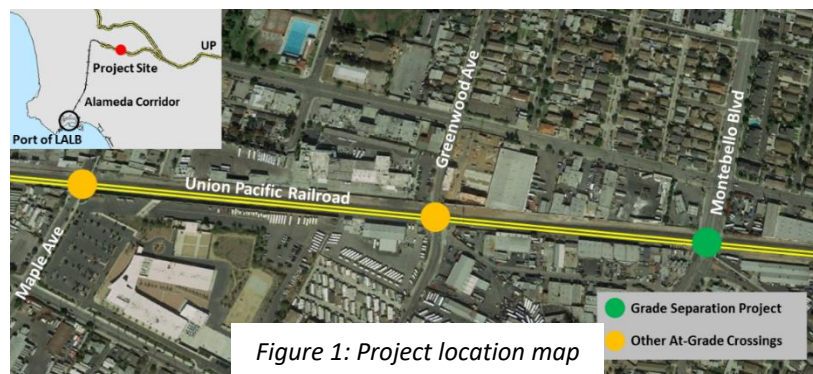 UP
Project Site
Alameda Corridor
Port of LALB
Greenwood Ave
Montebello Blvd
Union Pacific Railroad
Maple Ave
Grade Separation Project
Other At-Grade Crossings
Figure 1: Project location map